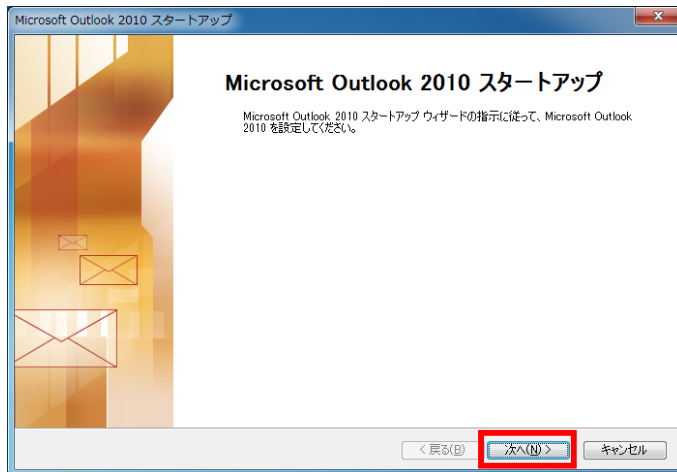 Microsoft Outlook 2010 スタートアップ
Microsoft Outlook 2010 スタートアップ
Microsoft Outlook 2010 スタートアップ ウィザードの指示に従って、Microsoft Outlook
2010 を設定してください。
< 戻る(B) 次へ(N) > キャンセル